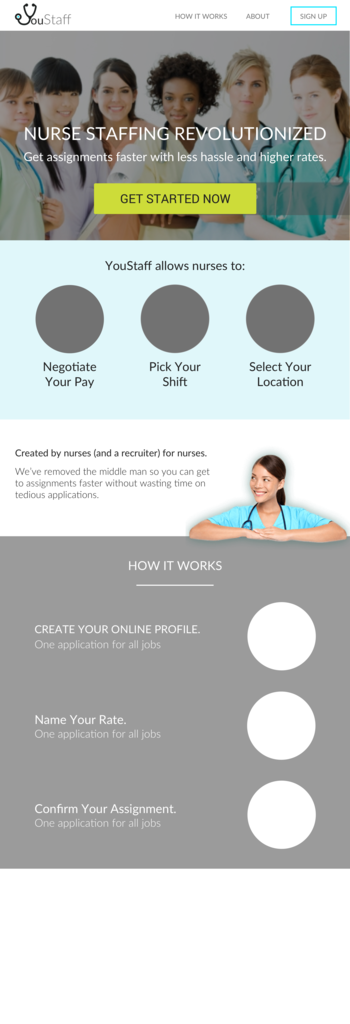 YouStaff
HOW IT WORKS
ABOUT
SIGN UP
NURSE STAFFING REVOLUTIONIZED
Get assignments faster with less hassle and higher rates.
GET STARTED NOW
YouStaff allows nurses to:
Negotiate
Your Pay
Pick Your
Shift
Select Your
Location
Created by nurses (and a recruiter) for nurses.
We've removed the middle man so you can get
to assignments faster without wasting time on
tedious applications.
HOW IT WORKS
CREATE YOUR ONLINE PROFILE.
One application for all jobs
Name Your Rate.
One application for all jobs
Confirm Your Assignment.
One application for all jobs